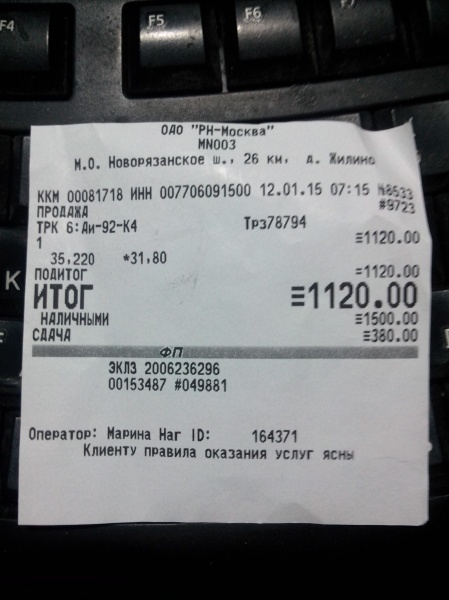 F4
F5
F6
F7
ОАО "РН-Москва"
MN003
М.О. Новорязанское ш., 26 км, д. Жилино
ККМ 00081718 ИНН 007706091500 12.01.15 07:15 №8533
ПРОДАЖА #9723
ТРК 6:Аи-92-К4 Трз78794
1 ≡1120.00
35,220 *31,80
ПОДИТОГ =1120.00
ИТОГ ≡1120.00
НАЛИЧНЫМИ ≡1500.00
СДАЧА ≡380.00
ФП
ЭКЛЗ 2006236296
00153487 #049881
Оператор: Марина Наг ID: 164371
Клиенту правила оказания услуг ясны
K